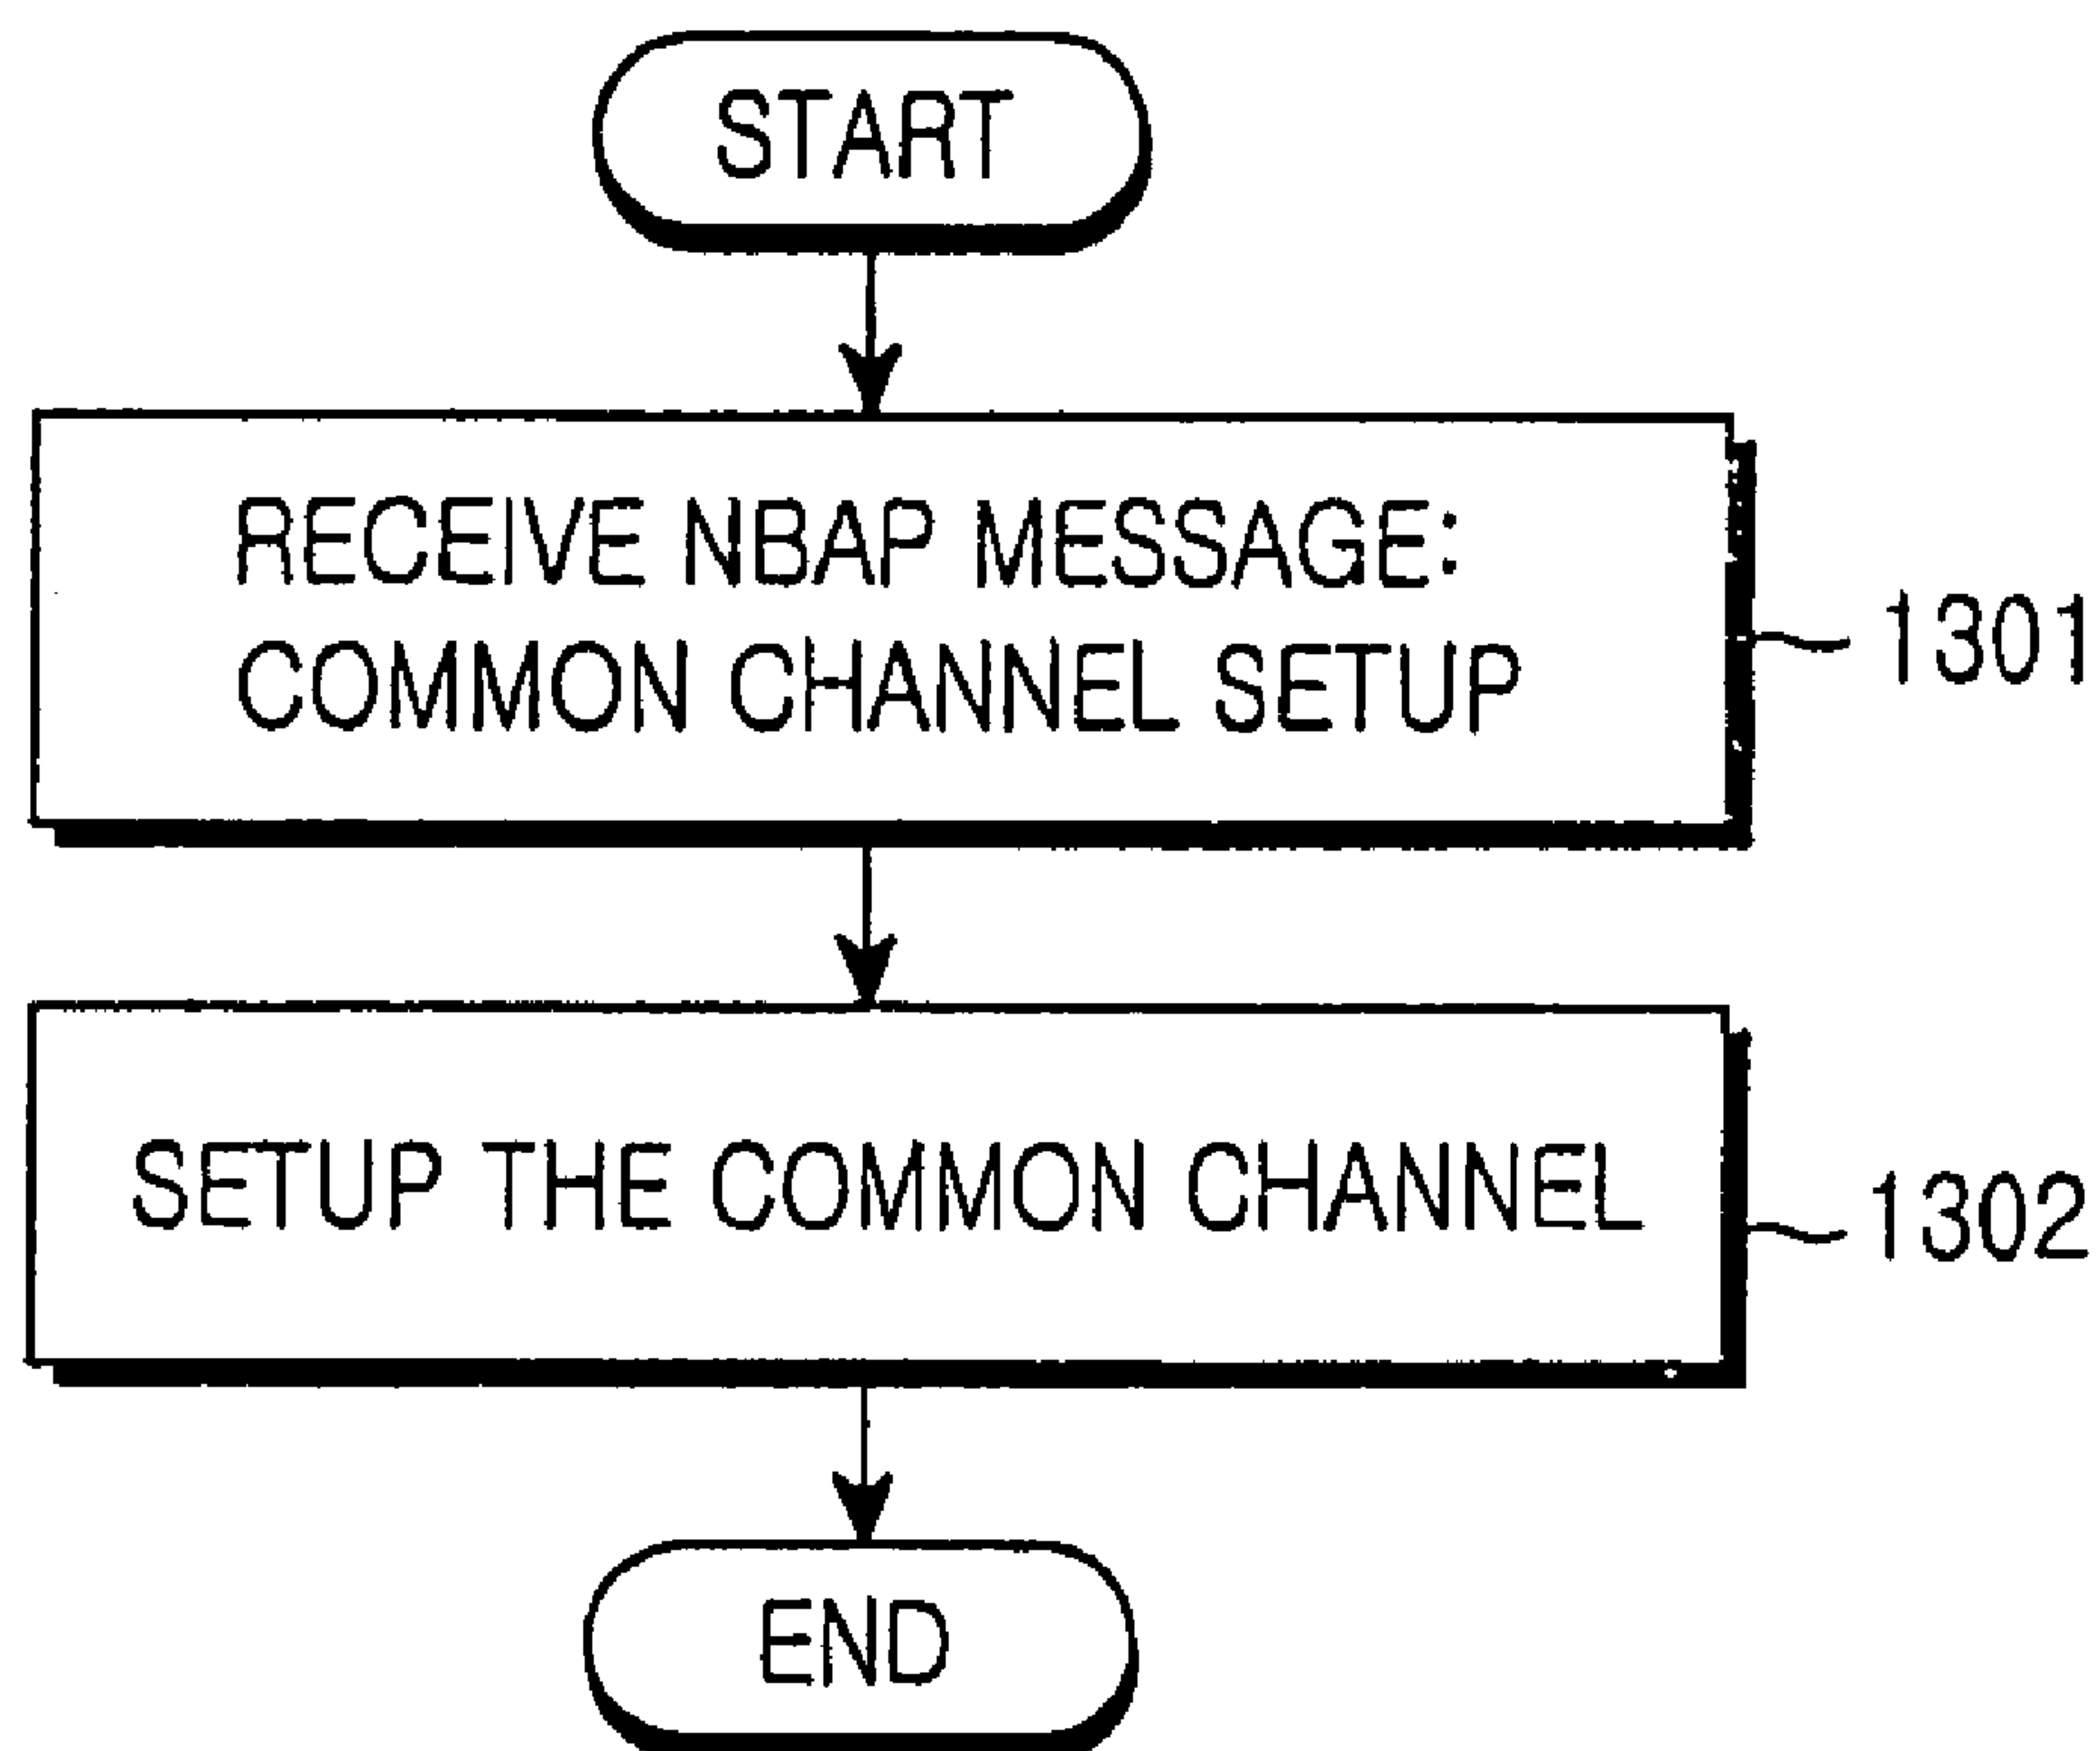 START
RECEIVE NBAP MESSAGE:
COMMON CHANNEL SETUP
1301
SETUP THE COMMON CHANNEL
1302
END